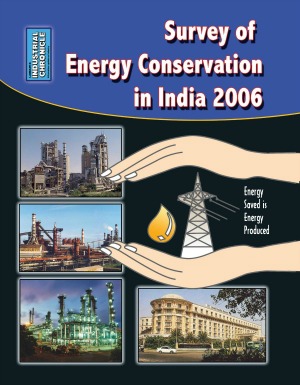 INDUSTRIAL
CHRONICLE
Survey of
Energy Conservation
in India 2006
Energy
Saved is
Energy
Produced